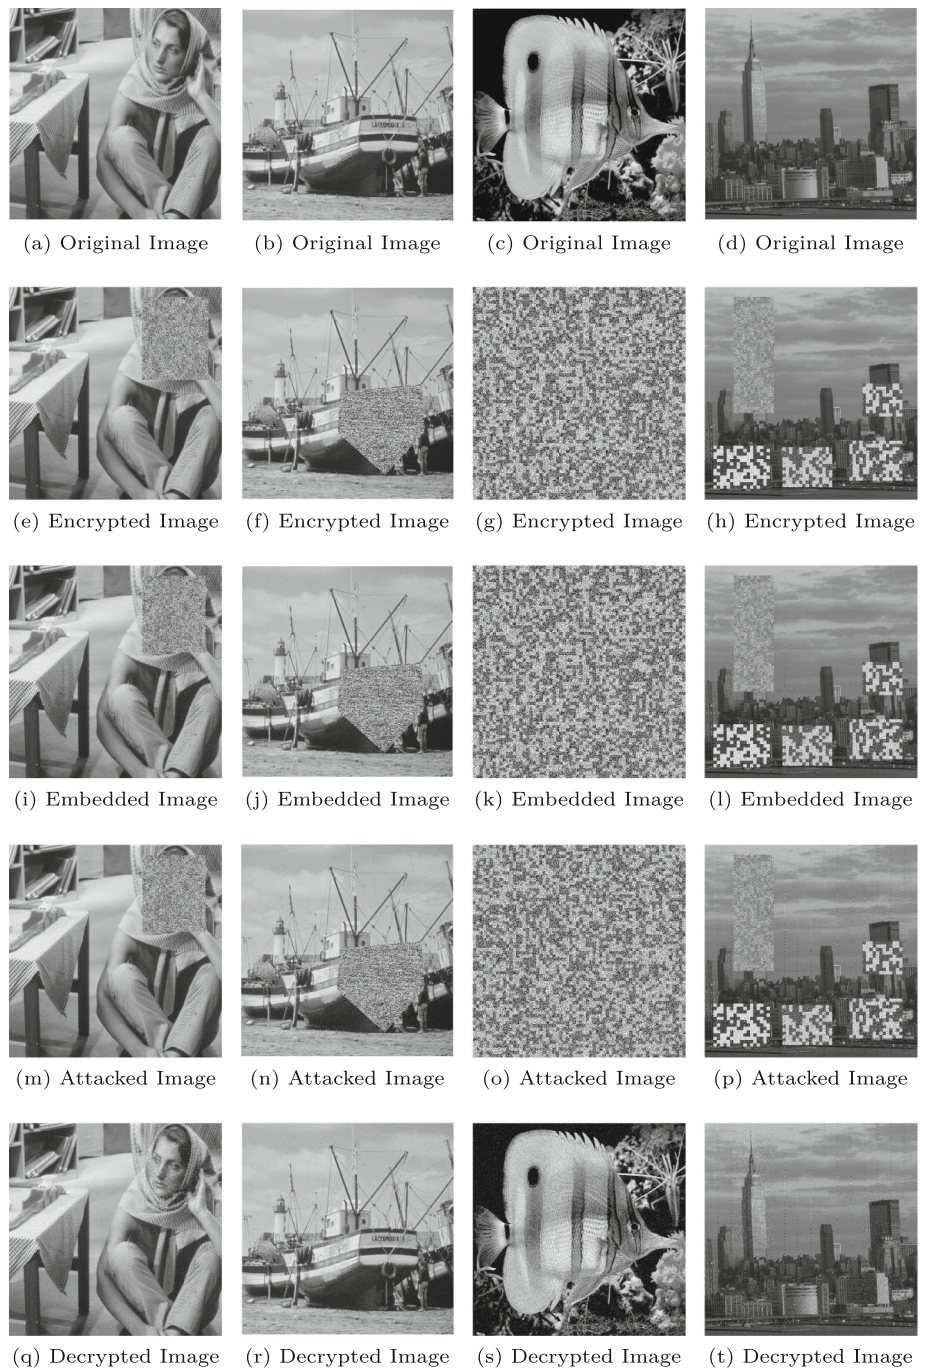 (a) Original Image (b) Original Image (c) Original Image (d) Original Image
(e) Encrypted Image (f) Encrypted Image (g) Encrypted Image (h) Encrypted Image
(i) Embedded Image (j) Embedded Image (k) Embedded Image (l) Embedded Image
(m) Attacked Image (n) Attacked Image (o) Attacked Image (p) Attacked Image
(q) Decrypted Image (r) Decrypted Image (s) Decrypted Image (t) Decrypted Image